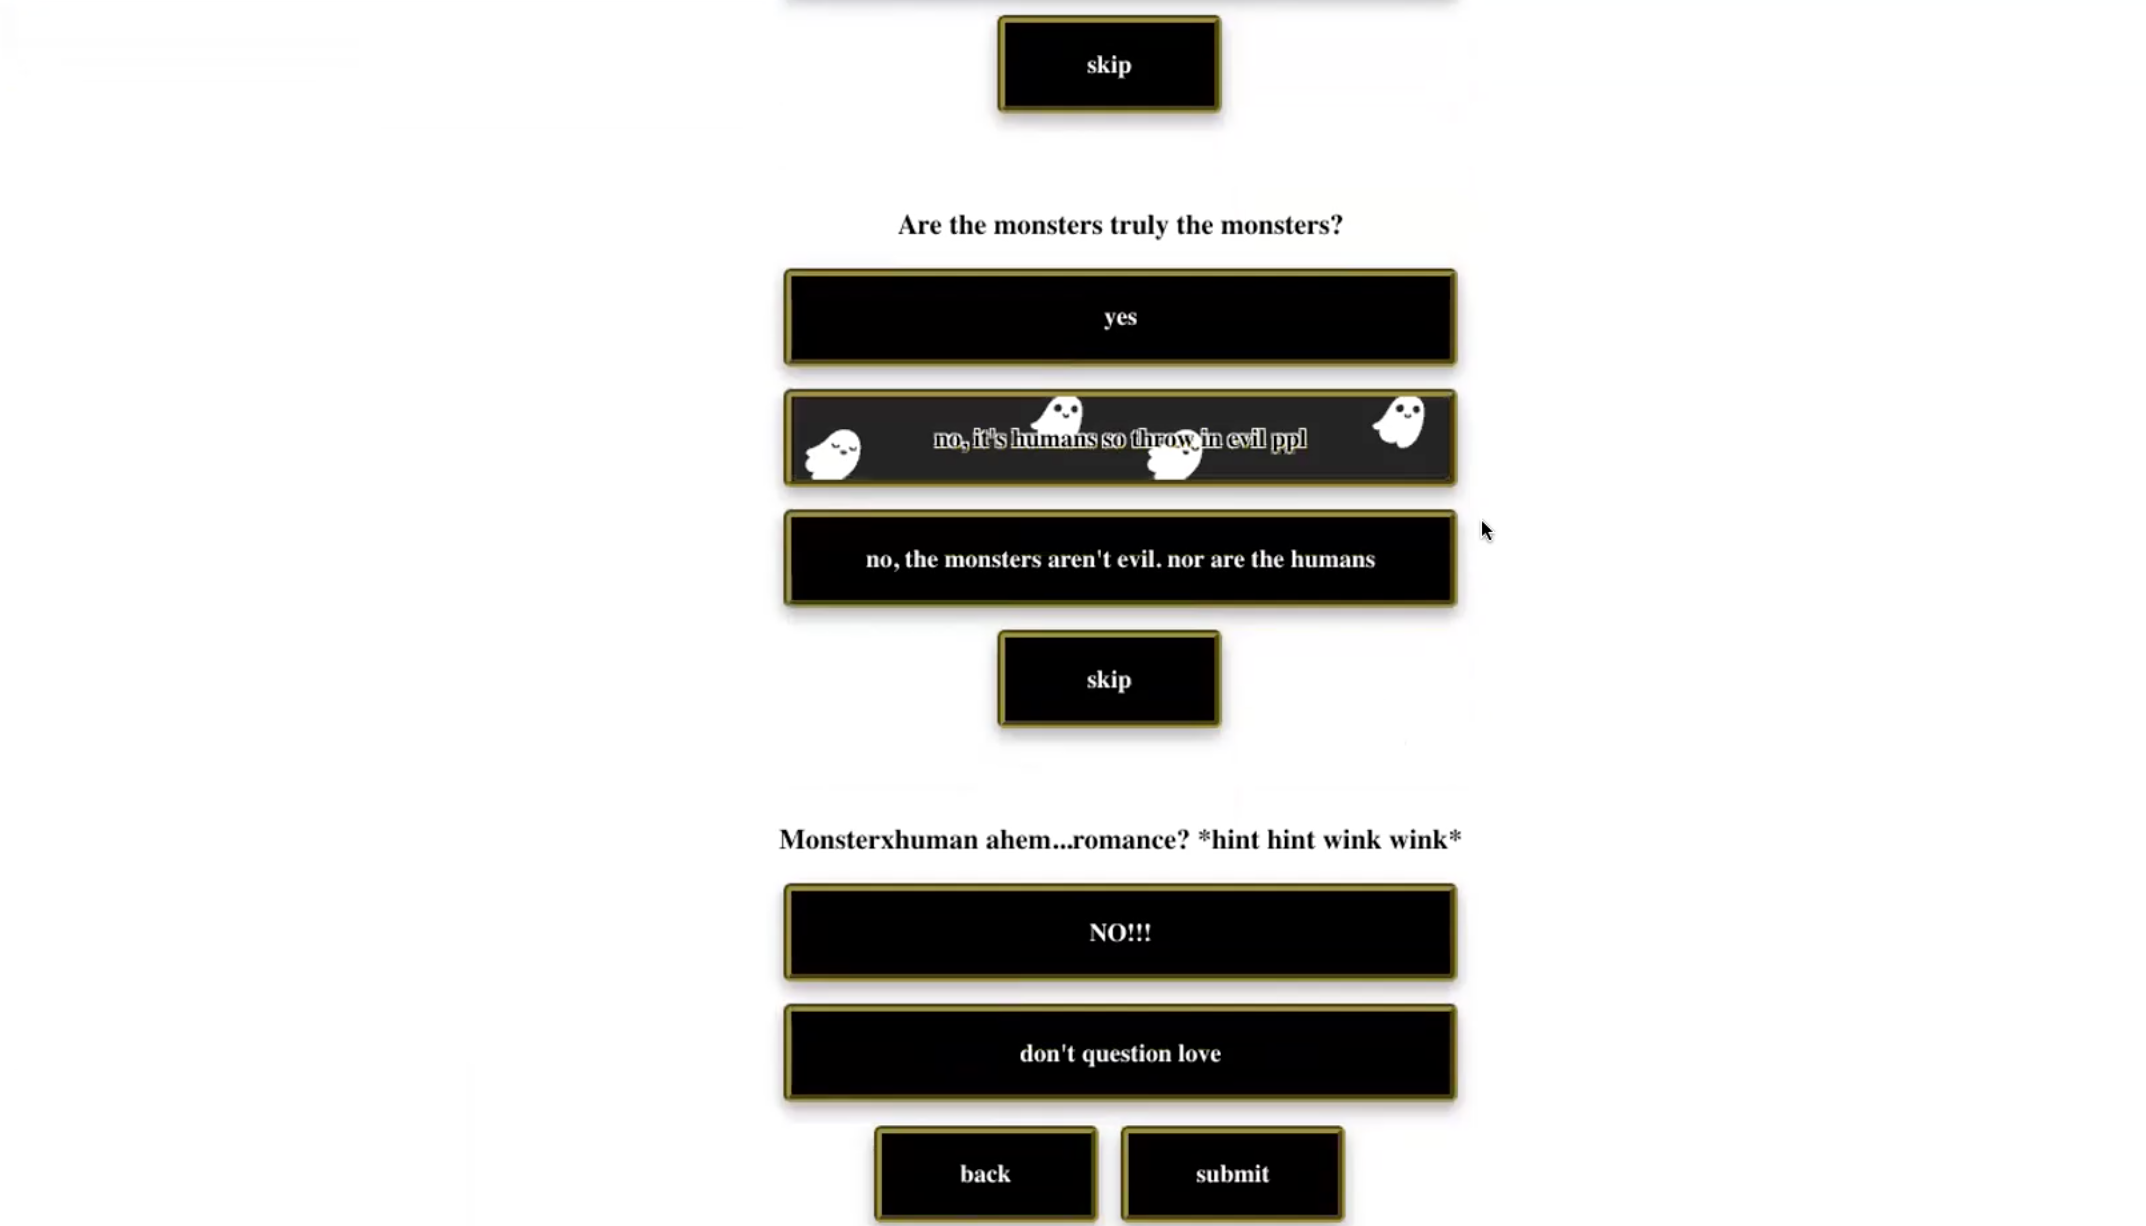 skip
Are the monsters truly the monsters?
yes
no, it's humans so throw in evil ppl
no, the monsters aren't evil. nor are the humans
skip
Monsterxhuman ahem...romance? *hint hint wink wink*
NO!!!
don't question love
back submit